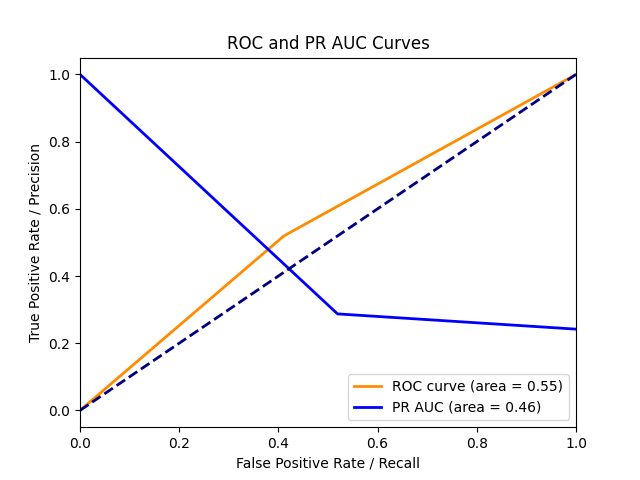 ROC and PR AUC Curves
True Positive Rate / Precision
1.0
0.8
0.6
0.4
0.2
0.0
ROC curve (area = 0.55)
PR AUC (area = 0.46)
0.0 0.2 0.4 0.6 0.8 1.0
False Positive Rate / Recall